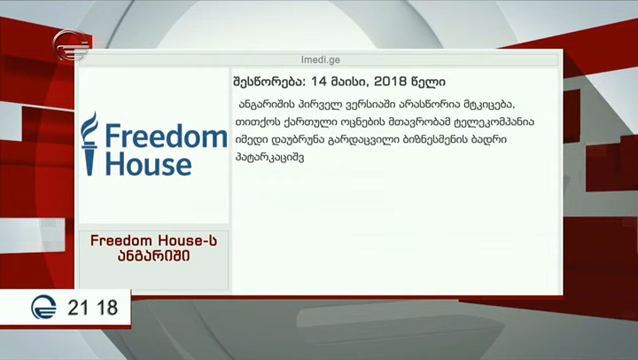 Imedi.ge
შესწორება: 14 მაისი, 2018 წელი
ანგარიშის პირველ ვერსიაში არასწორია მტკიცება,
თითქოს ქართული ოცნების მთავრობამ ტელეკომპანია
იმედი დაუბრუნა გარდაცვილი ბიზნესმენის ბადრი
პატარკაციშვ
Freedom
House
Freedom House-ს
ანგარიში
21 18